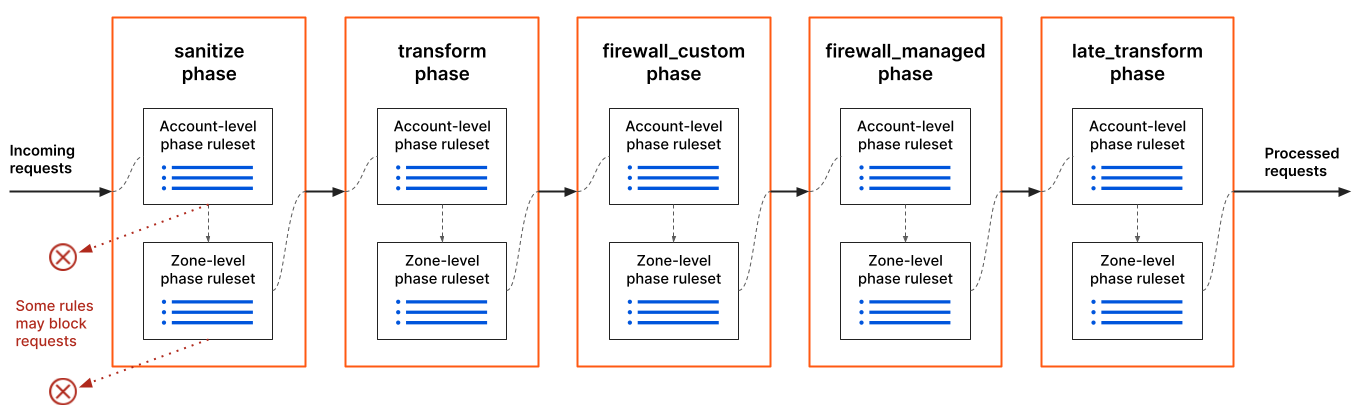 sanitize
phase
Account-level
phase ruleset
Zone-level
phase ruleset
transform
phase
Account-level
phase ruleset
Zone-level
phase ruleset
firewall_custom
phase
Account-level
phase ruleset
Zone-level
phase ruleset
firewall_managed
phase
Account-level
phase ruleset
Zone-level
phase ruleset
late_transform
phase
Account-level
phase ruleset
Zone-level
phase ruleset
Incoming
requests
Some rules
may block
requests
Processed
requests